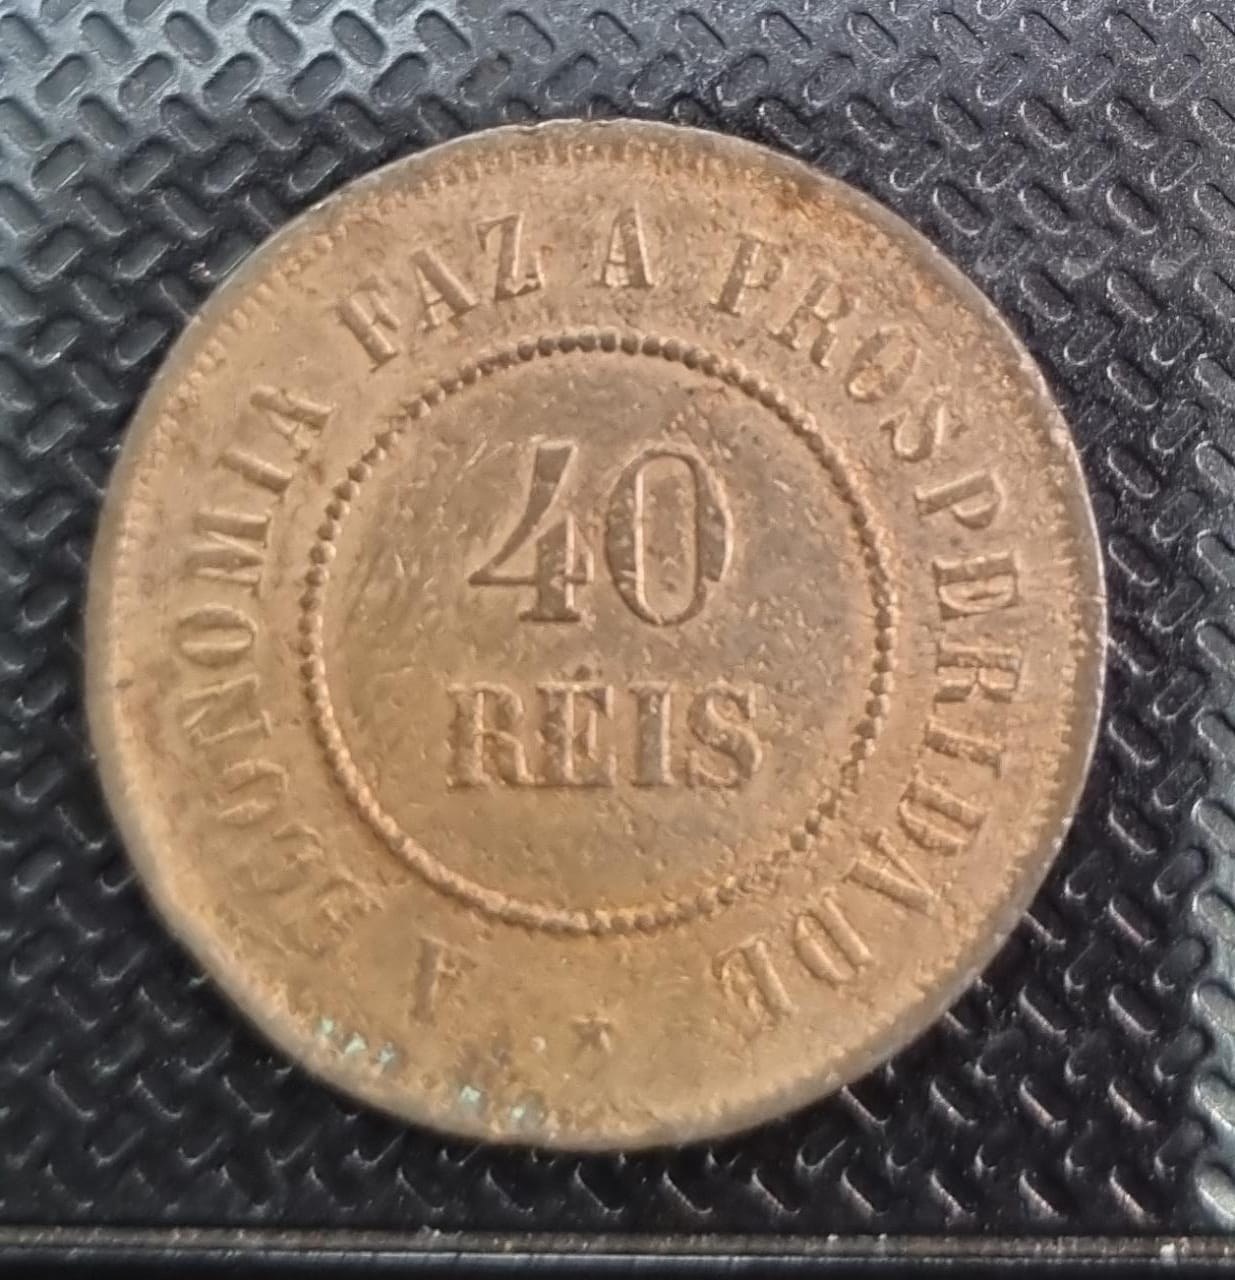 A ECONOMIA FAZ A PROSPERIDADE
40
RÉIS